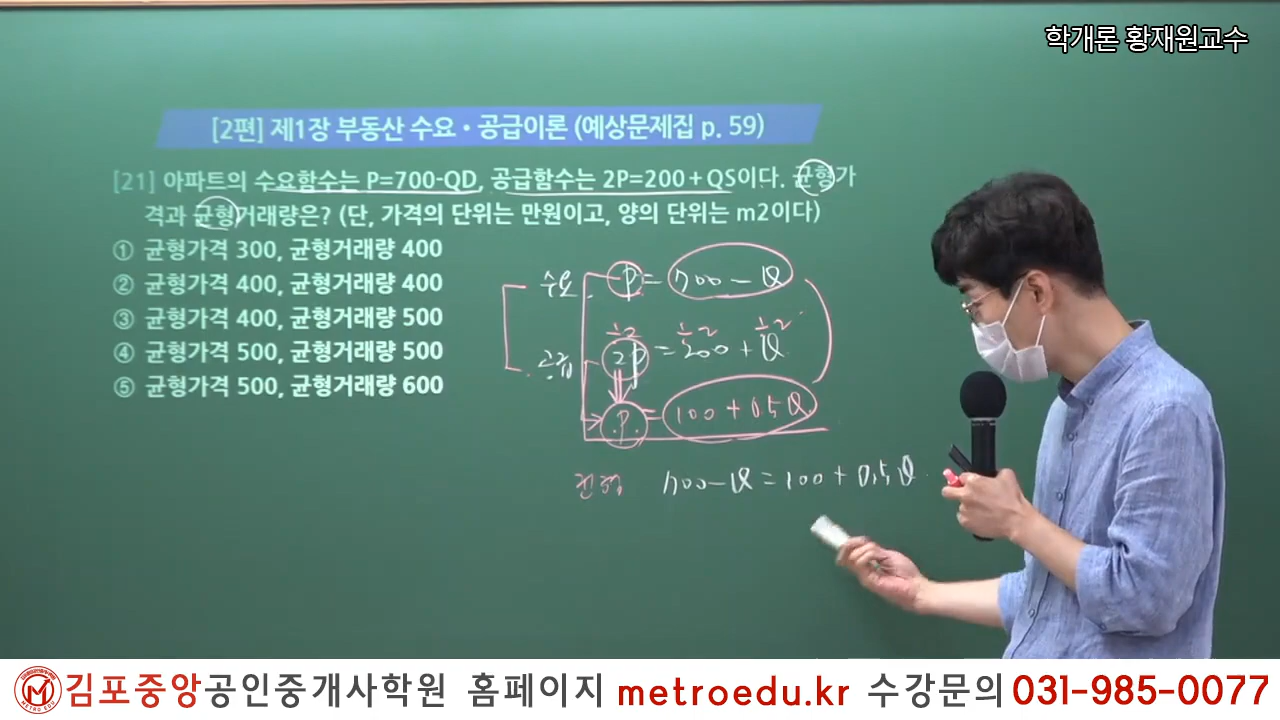 학개론 황재원교수
[2편] 제1장 부동산 수요·공급이론 (예상문제집 p. 59)
[21] 아파트의 수요함수는 P=700-QD, 공급함수는 2P=200+QS이다. 균형가
격과 균형거래량은? (단, 가격의 단위는 만원이고, 양의 단위는 m2이다)
① 균형가격 300, 균형거래량 400
② 균형가격 400, 균형거래량 400
③ 균형가격 400, 균형거래량 500
④ 균형가격 500, 균형거래량 500
⑤ 균형가격 500, 균형거래량 600
수요 P = 700 - Q
1/2 1/2 1/2
공급 2P = 200 + Q
P = 100 + 0.5Q
균형 700 - Q = 100 + 0.5Q
METRO EDU
김포중앙공인중개사학원 홈페이지 metroedu.kr 수강문의 031-985-0077